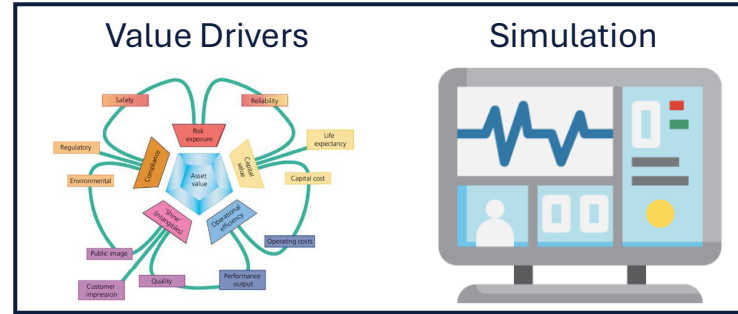 Value Drivers
Simulation
Safety
Reliability
Risk
exposure
Regulatory
Life
expectancy
Compliance
Capital
value
Environmental
Asset
value
Capital cost
"Shine"
(intangibles)
Operational
efficiency
Public image
Operating costs
Customer
impression
Quality
Performance
output